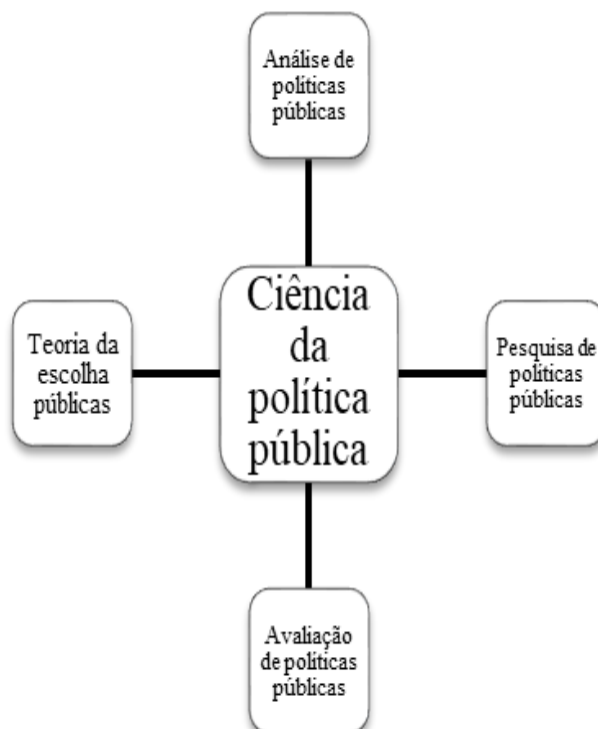 Análise de
políticas
públicas
Ciência
da
política
pública
Teoria da
escolha
públicas
Pesquisa de
políticas
públicas
Avaliação
de políticas
públicas